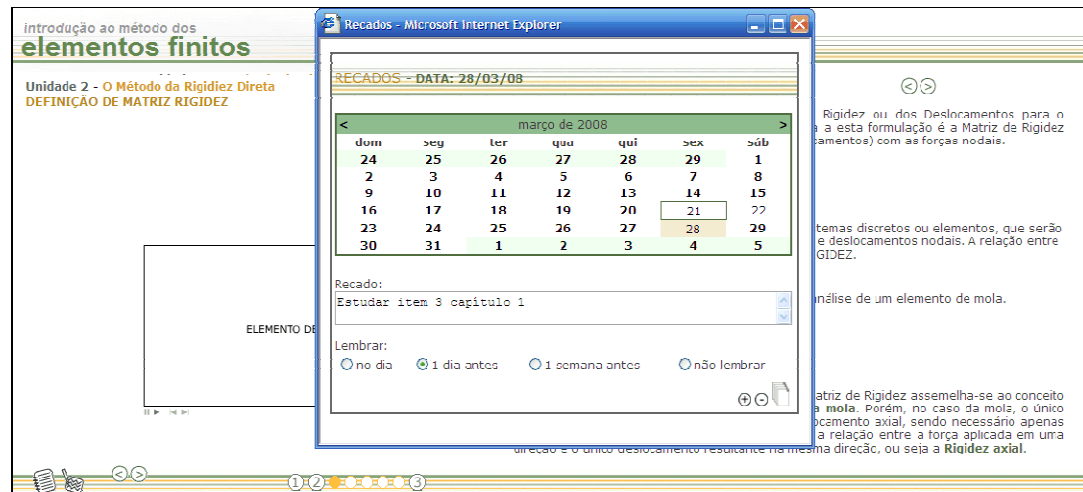 introdução ao método dos
elementos finitos
Unidade 2 - O Método da Rigidiez Direta
DEFINIÇÃO DE MATRIZ RIGIDEZ
ELEMENTO DE
Recados - Microsoft Internet Explorer
RECADOS - DATA: 28/03/08
< março de 2008 >
dom seg ter qua qui sex sáb
24 25 26 27 28 29 1
2 3 4 5 6 7 8
9 10 11 12 13 14 15
16 17 18 19 20 21 22
23 24 25 26 27 28 29
30 31 1 2 3 4 5
Recado:
Estudar item 3 capítulo 1
Lembrar:
no dia 1 dia antes 1 semana antes não lembrar
Rigidez ou dos Deslocamentos para o
a esta formulação é a Matriz de Rigidez
camentos) com as forças nodais.
temas discretos ou elementos, que serão
e deslocamentos nodais. A relação entre
GIDEZ.
análise de um elemento de mola.
atriz de Rigidez assemelha-se ao conceito
a mola. Porém, no caso da mola, o único
ocamento axial, sendo necessário apenas
a relação entre a força aplicada em uma
direção e o único deslocamento resultante na mesma direção, ou seja a Rigidez axial.
1 2 3